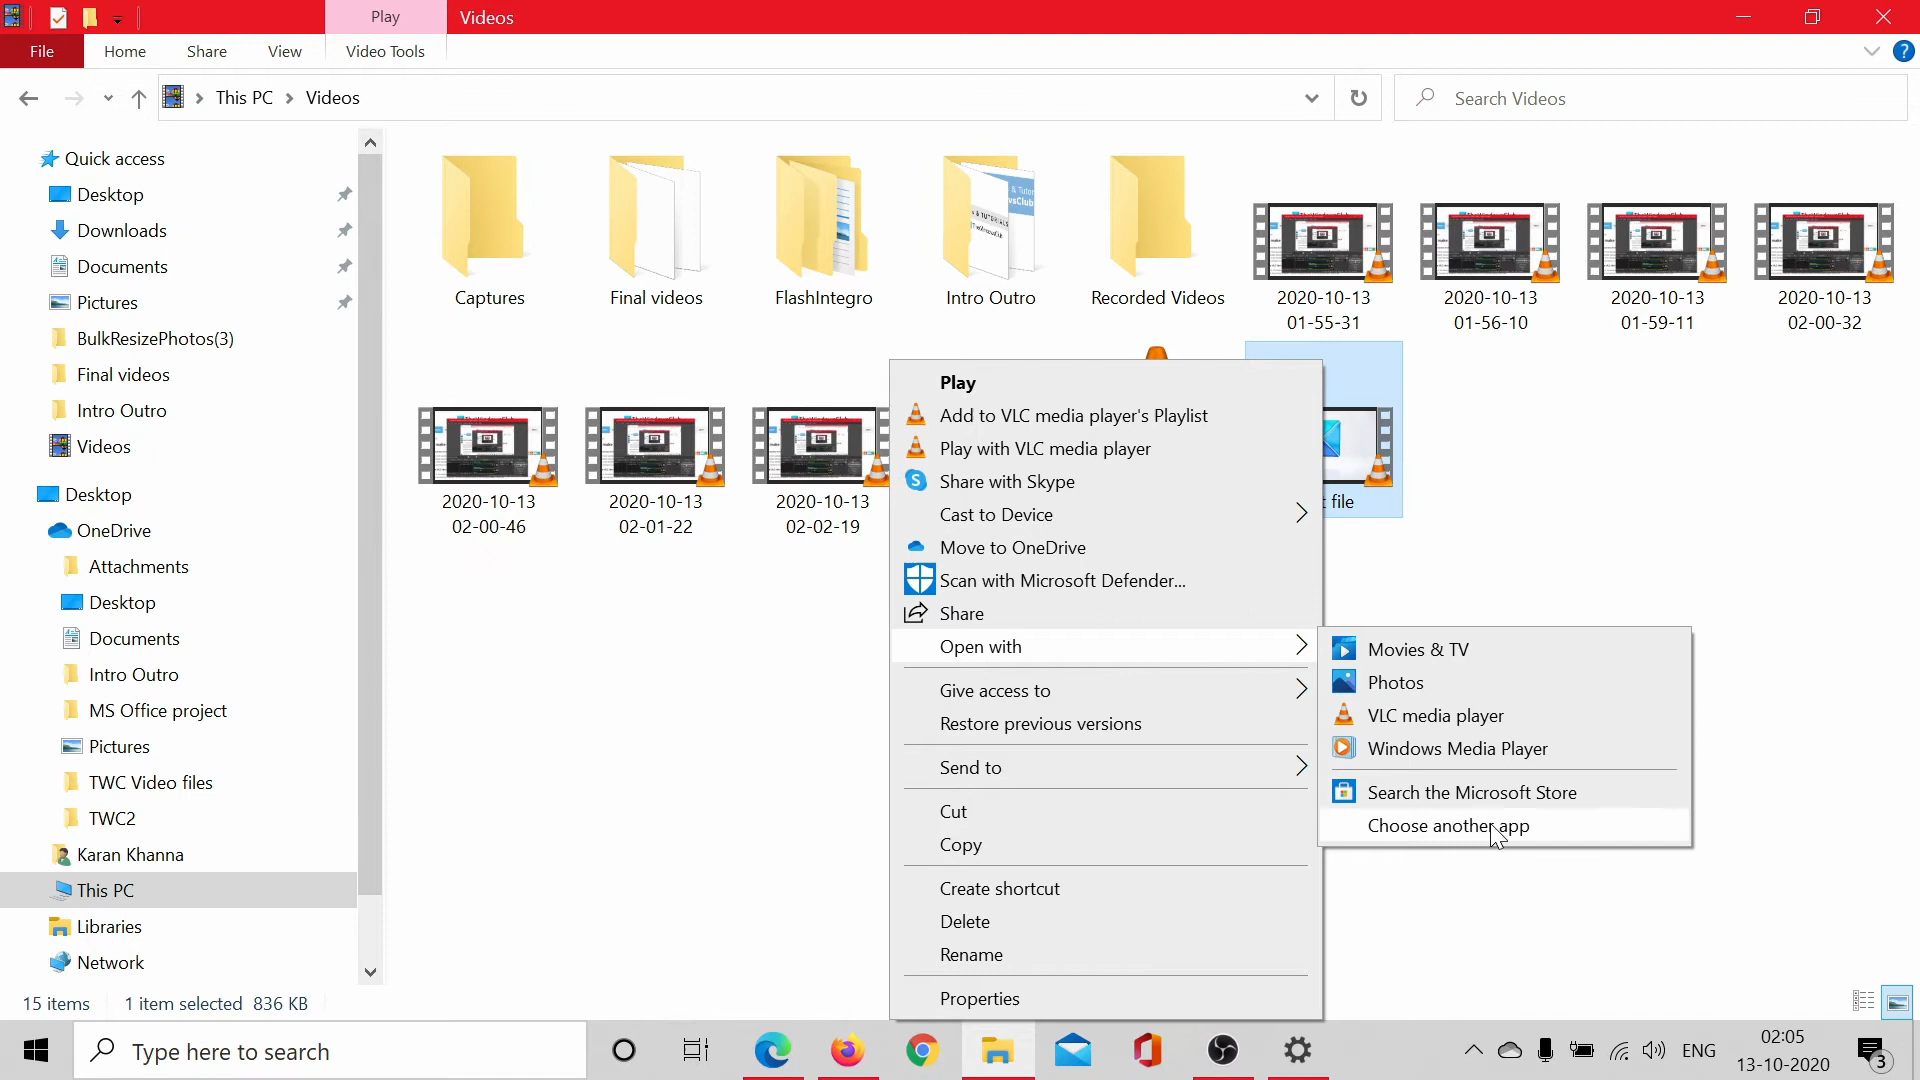 Play
Videos
File
Home
Share
View
Video Tools
This PC
Videos
Search Videos
Quick access
Desktop
Downloads
Documents
Pictures
BulkResizePhotos(3)
Final videos
Intro Outro
Videos
Desktop
OneDrive
Attachments
Desktop
Documents
Intro Outro
MS Office project
Pictures
TWC Video files
TWC2
Karan Khanna
This PC
Libraries
Network
Captures
Final videos
FlashIntegro
Intro Outro
Recorded Videos
2020-10-13
01-55-31
2020-10-13
01-56-10
2020-10-13
01-59-11
2020-10-13
02-00-32
2020-10-13
02-00-46
2020-10-13
02-01-22
2020-10-13
02-02-19
file
Play
Add to VLC media player's Playlist
Play with VLC media player
Share with Skype
Cast to Device
Move to OneDrive
Scan with Microsoft Defender...
Share
Open with
Give access to
Restore previous versions
Send to
Cut
Copy
Create shortcut
Delete
Rename
Properties
Movies & TV
Photos
VLC media player
Windows Media Player
Search the Microsoft Store
Choose another app
15 items
1 item selected 836 KB
Type here to search
ENG
02:05
13-10-2020
3